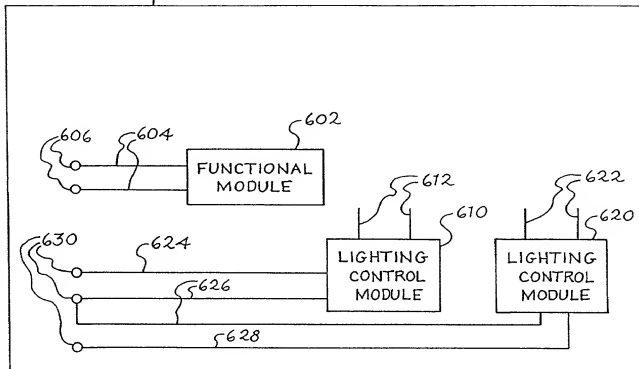 602
606
604
FUNCTIONAL
MODULE
612
622
610
620
630
624
LIGHTING
CONTROL
MODULE
LIGHTING
CONTROL
MODULE
626
628